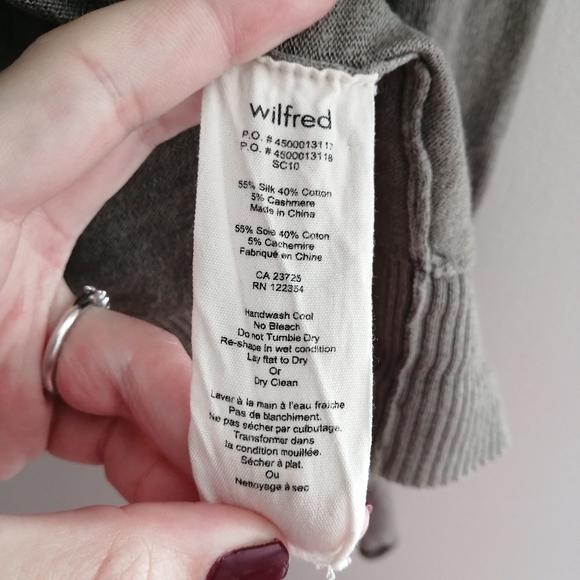 wilfred
P.O. # 4500013117
P.O. # 4500013118
SC10
55% Silk 40% Cotton
5% Cashmere
Made in China
55% Soie 40% Coton
5% Cachemire
Fabriqué en Chine
CA 23725
RN 122364
Handwash Cool
No Bleach
Do not Tumble Dry
Re-shape in wet condition
Lay flat to Dry
Or
Dry Clean
Laver à la main à l'eau fraîche
Pas de blanchiment.
Ne pas sécher par culbutage.
Transformer dans
la condition mouillée.
Sécher à plat.
Ou
Nettoyage à sec